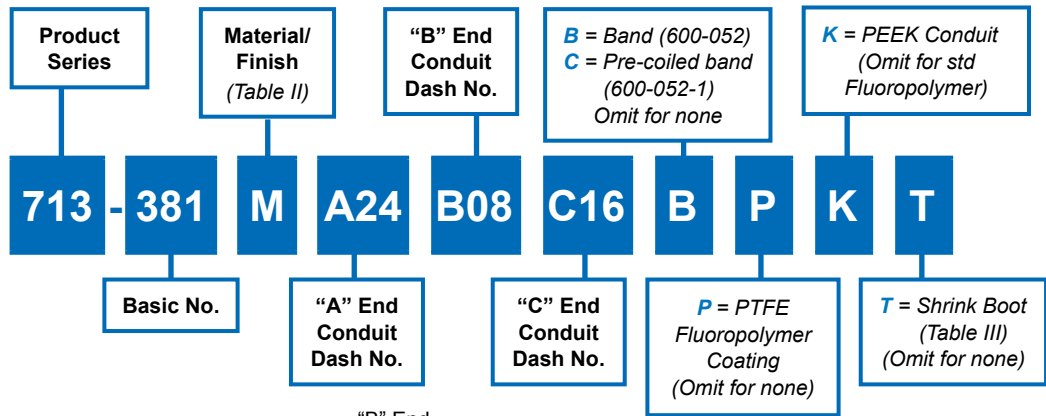 Product
Series
Material/
Finish
(Table II)
“B” End
Conduit
Dash No.
B = Band (600-052)
C = Pre-coiled band
(600-052-1)
Omit for none
K = PEEK Conduit
(Omit for std
Fluoropolymer)
713 - 381 M A24 B08 C16 B P K T
Basic No.
“A” End
Conduit
Dash No.
“C” End
Conduit
Dash No.
P = PTFE
Fluoropolymer
Coating
(Omit for none)
T = Shrink Boot
(Table III)
(Omit for none)
“B” End